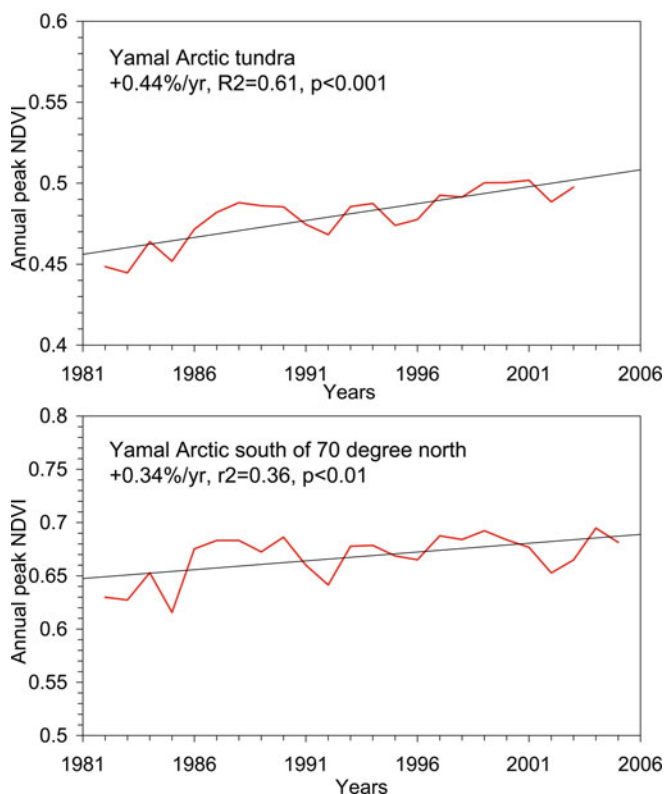 0.6
Yamal Arctic tundra
+0.44%/yr, R2=0.61, p<0.001
0.55
0.5
0.45
0.4
Annual peak NDVI
1981 1986 1991 1996 2001 2006
Years
0.8
Yamal Arctic south of 70 degree north
+0.34%/yr, r2=0.36, p<0.01
0.75
0.7
0.65
0.6
0.55
0.5
Annual peak NDVI
1981 1986 1991 1996 2001 2006
Years